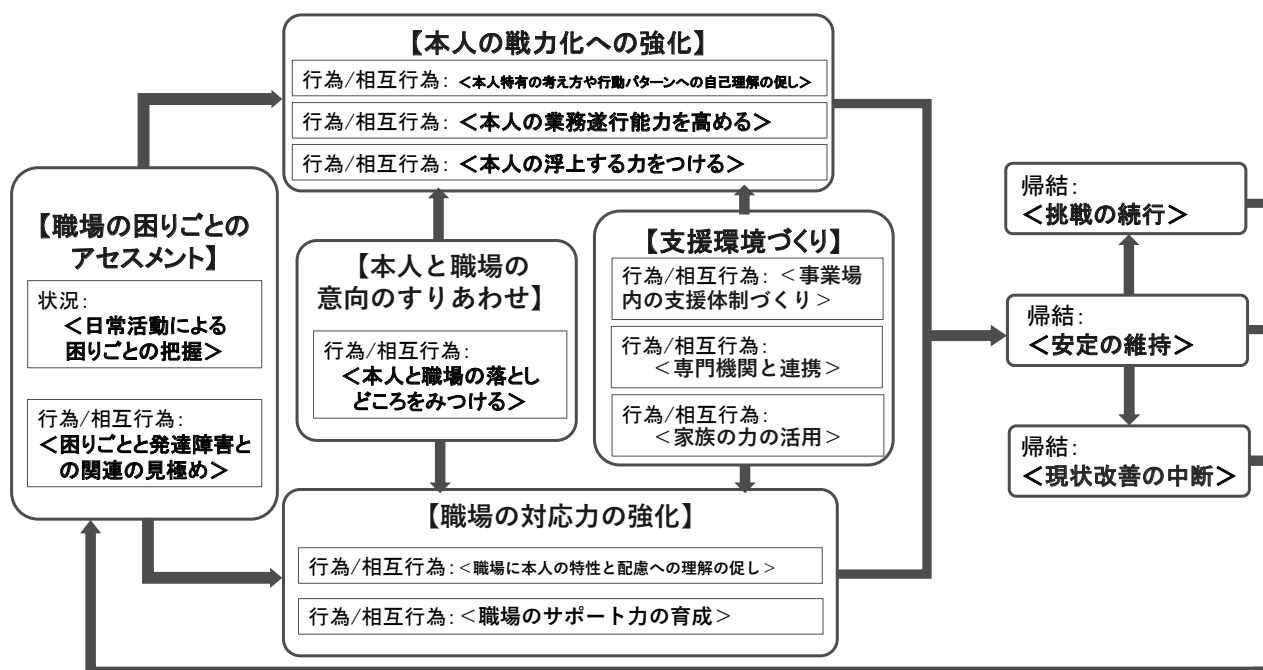 【本人の戦力化への強化】
行為/相互行為: <本人特有の考え方や行動パターンへの自己理解の促し>
行為/相互行為: <本人の業務遂行能力を高める>
行為/相互行為: <本人の浮上する力をつける>
【職場の困りごとの
アセスメント】
状況:
<日常活動による
困りごとの把握>
行為/相互行為:
<困りごとと発達障害と
の関連の見極め>
【本人と職場の
意向のすりあわせ】
行為/相互行為:
<本人と職場の落とし
どころをみつける>
【支援環境づくり】
行為/相互行為: <事業場
内の支援体制づくり>
行為/相互行為:
<専門機関と連携>
行為/相互行為:
<家族の力の活用>
【職場の対応力の強化】
行為/相互行為: <職場に本人の特性と配慮への理解の促し>
行為/相互行為: <職場のサポート力の育成>
帰結:
<挑戦の続行>
帰結:
<安定の維持>
帰結:
<現状改善の中断>